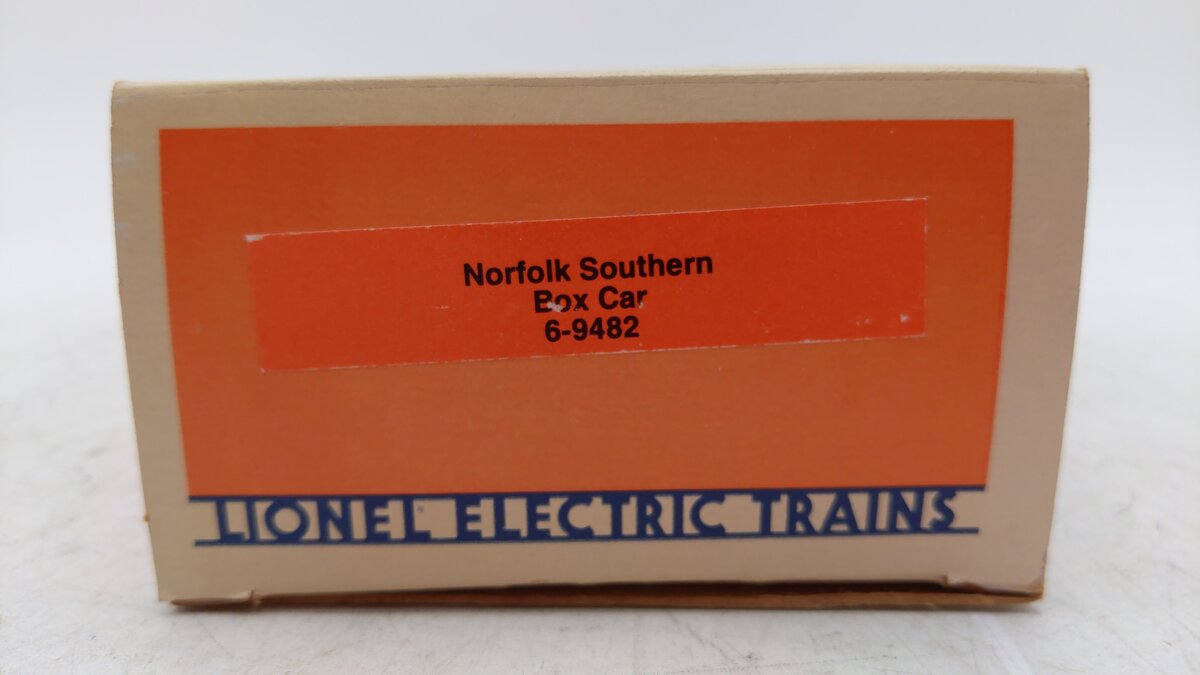 Norfolk Southern
Box Car
6-9482
LIONEL ELECTRIC TRAINS